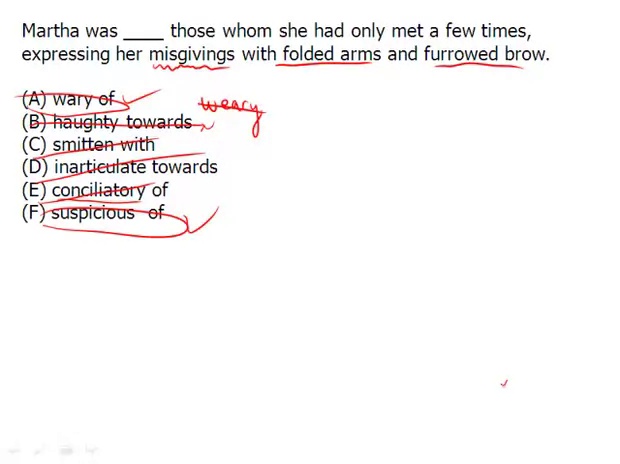 Martha was ____ those whom she had only met a few times,
expressing her misgivings with folded arms and furrowed brow.
(A) wary of
weary
(B) haughty towards
(C) smitten with
(D) inarticulate towards
(E) conciliatory of
(F) suspicious of